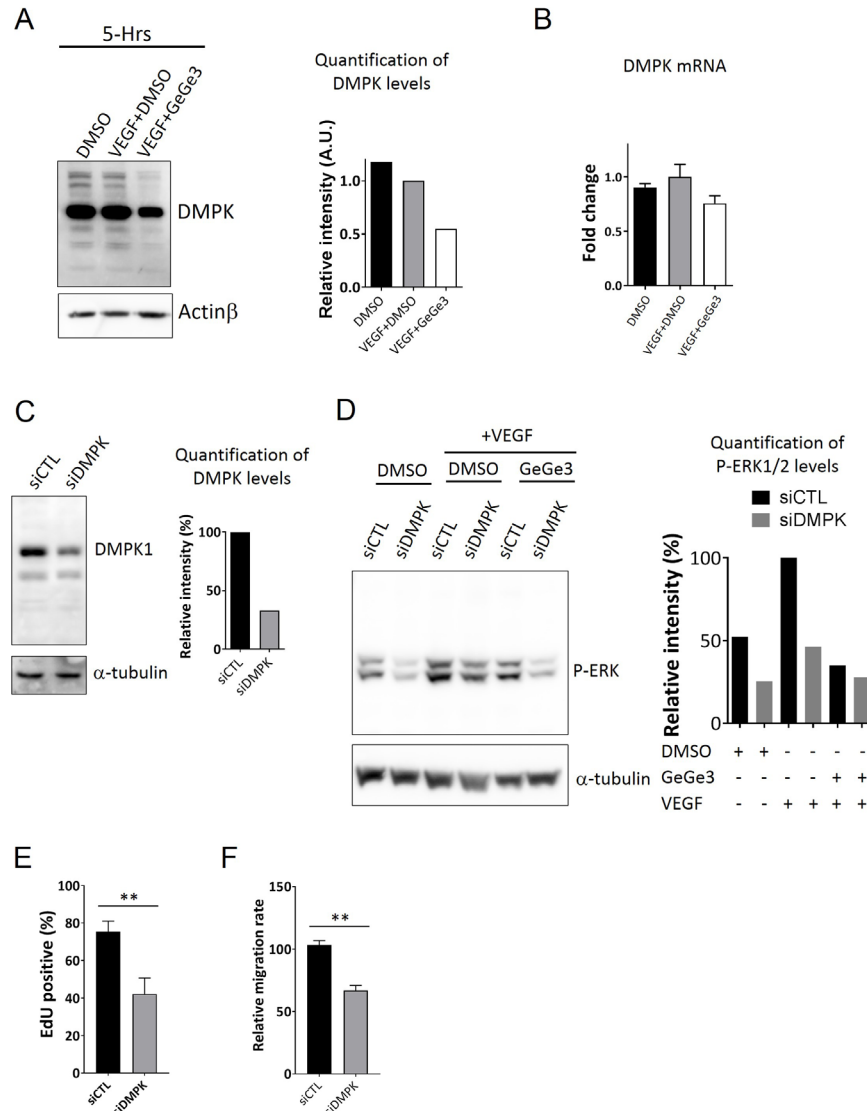 A
5-Hrs
DMSO
VEGF+DMSO
VEGF+GeGe3
DMPK
Actinβ
Quantification of
DMPK levels
Relative intensity (A.U.)
1.0
0.5
0.0
DMSO
VEGF+DMSO
VEGF+GeGe3
B
DMPK mRNA
Fold change
1.0
0.5
0.0
DMSO
VEGF+DMSO
VEGF+GeGe3
C
siCTL
siDMPK
DMPK1
α-tubulin
Quantification of
DMPK levels
Relative intensity (%)
100
50
0
siCTL
siDMPK
D
+VEGF
DMSO DMSO GeGe3
siCTL siDMPK siCTL siDMPK siCTL siDMPK
P-ERK
α-tubulin
Quantification of
P-ERK1/2 levels
siCTL
siDMPK
Relative intensity (%)
100
50
0
DMSO + + - - - -
GeGe3 - - - - + +
VEGF - - + + + +
E
EdU positive (%)
100
80
60
40
20
0
**
siCTL
siDMPK
F
Relative migration rate
150
100
50
0
**
siCTL
siDMPK